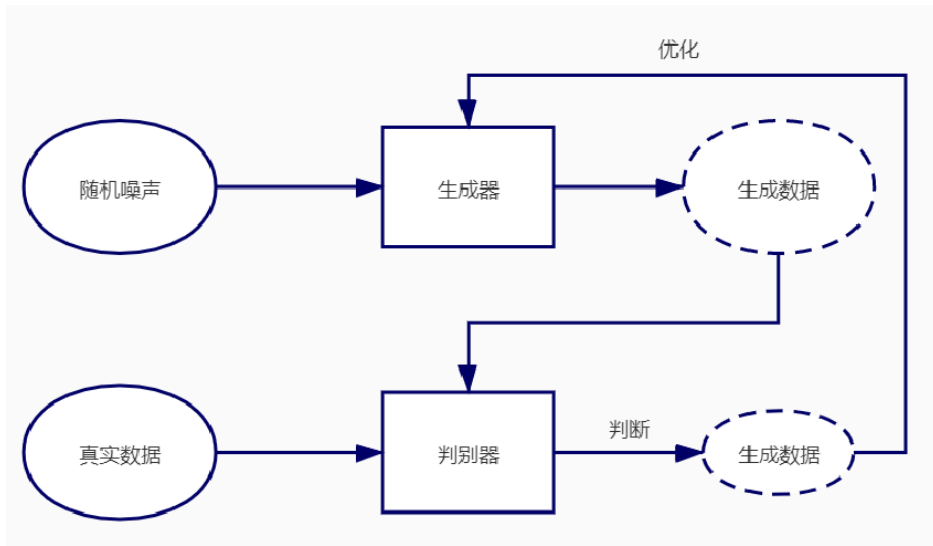 优化
随机噪声
生成器
生成数据
真实数据
判别器
判断
生成数据